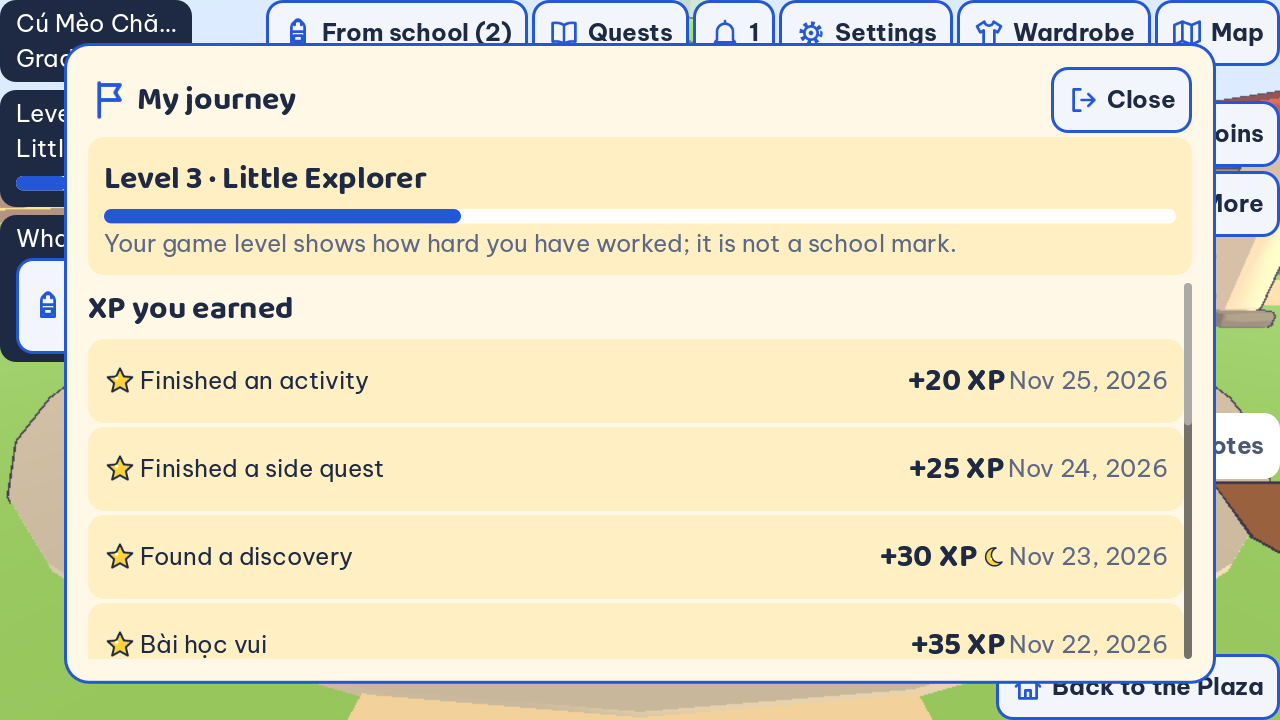 Cú Mèo Chă...
From school (2)
Quests
1
Settings
Wardrobe
Map
My journey
Close
Level 3 · Little Explorer
Your game level shows how hard you have worked; it is not a school mark.
XP you earned
Finished an activity +20 XP Nov 25, 2026
Finished a side quest +25 XP Nov 24, 2026
Found a discovery +30 XP Nov 23, 2026
Bài học vui +35 XP Nov 22, 2026
Back to the Plaza